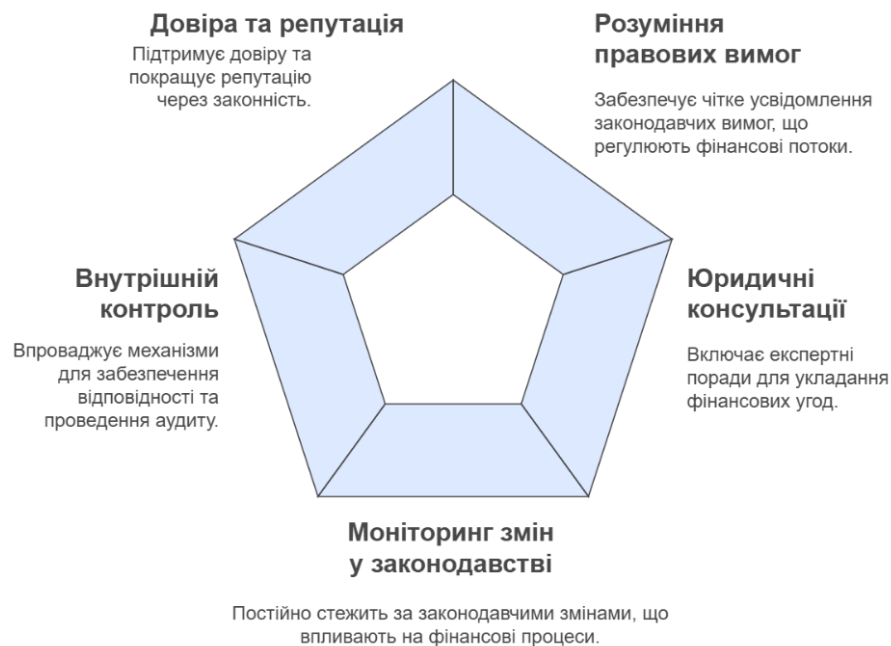 Довіра та репутація
Підтримує довіру та
покращує репутацію
через законність.
Розуміння
правових вимог
Забезпечує чітке усвідомлення
законодавчих вимог, що
регулюють фінансові потоки.
Внутрішній
контроль
Впроваджує механізми
для забезпечення
відповідності та
проведення аудиту.
Юридичні
консультації
Включає експертні
поради для укладання
фінансових угод.
Моніторинг змін
у законодавстві
Постійно стежить за законодавчими змінами, що
впливають на фінансові процеси.